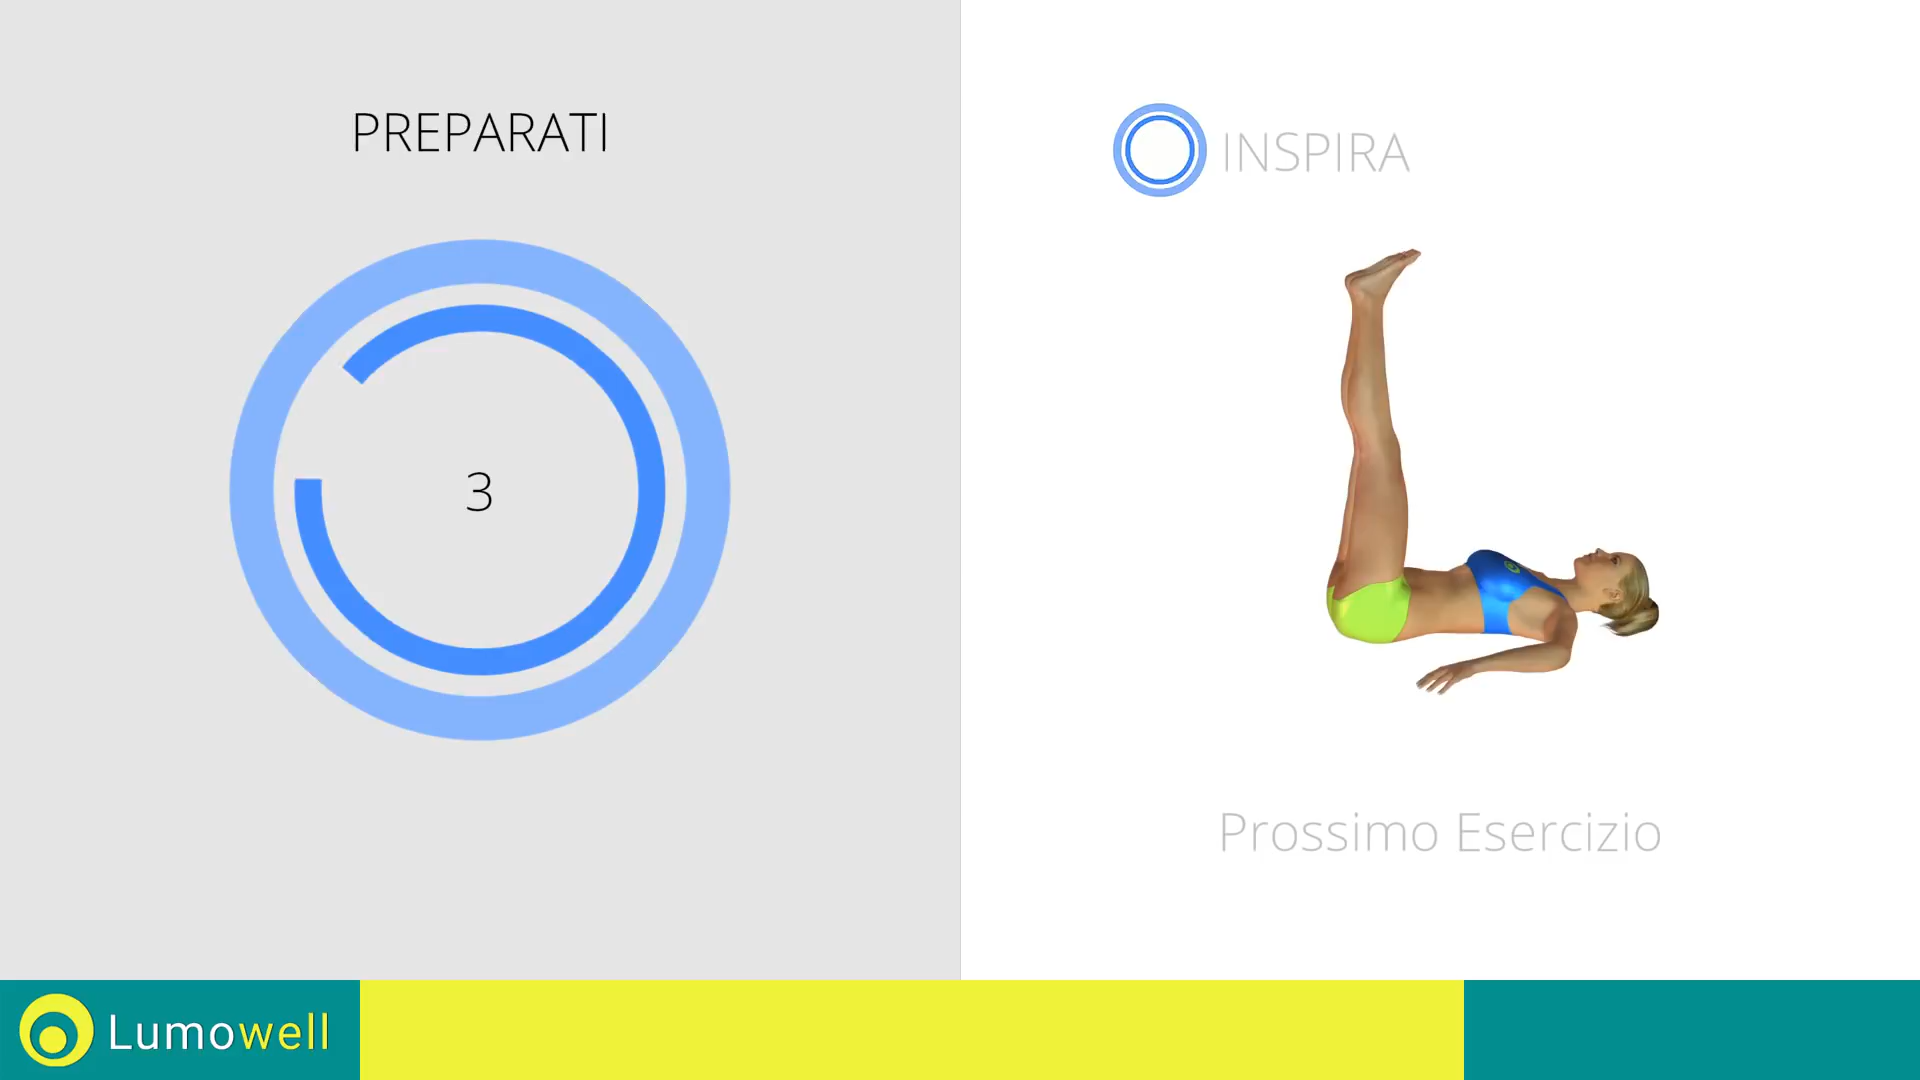 PREPARATI
3
INSPIRA
Prossimo Esercizio
Lumowell